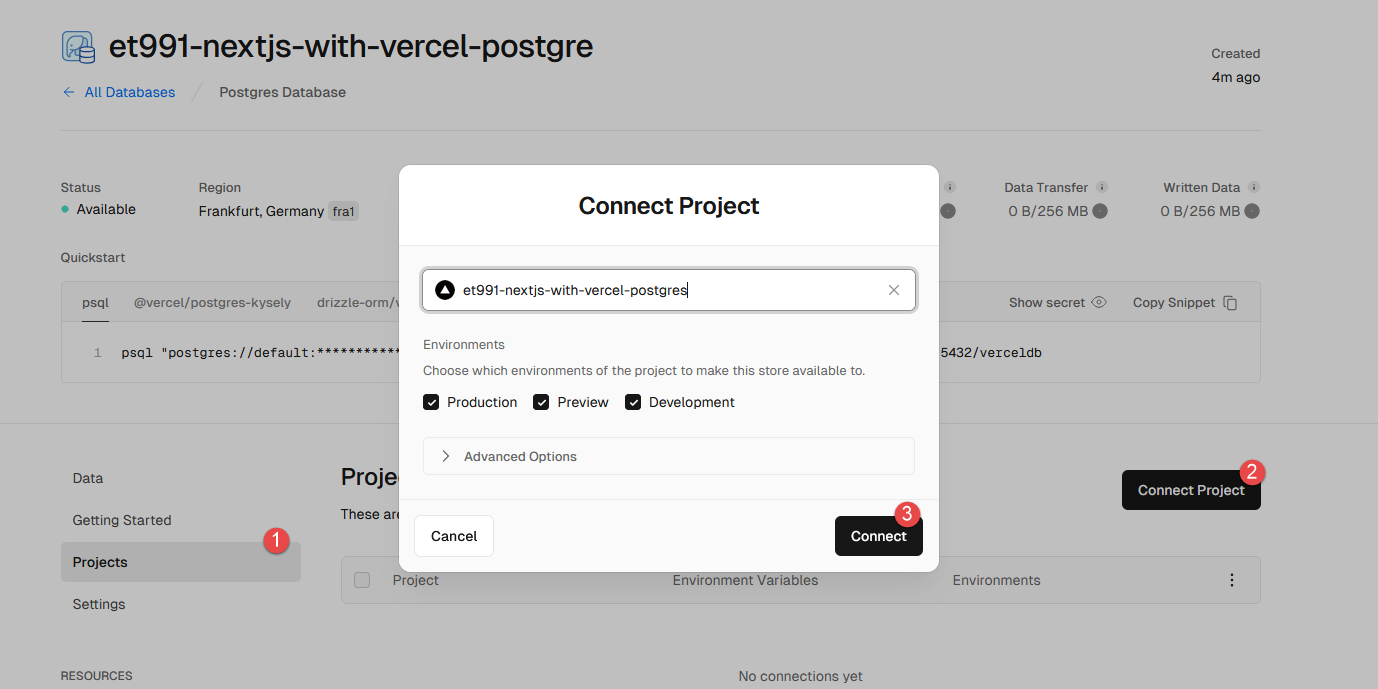 et991-nextjs-with-vercel-postgre
Created
4m ago
← All Databases / Postgres Database
Status
Available
Region
Frankfurt, Germany fra1
Data Transfer
0 B/256 MB
Written Data
0 B/256 MB
Quickstart
psql @vercel/postgres-kysely drizzle-orm/v
Show secret
Copy Snippet
1 psql "postgres://default:***********
5432/verceldb
Connect Project
et991-nextjs-with-vercel-postgres
Environments
Choose which environments of the project to make this store available to.
Production Preview Development
Advanced Options
Cancel
Connect
3
Data
Getting Started
Projects
1
Settings
RESOURCES
Proje
These are
Connect Project
2
Project Environment Variables Environments
No connections yet